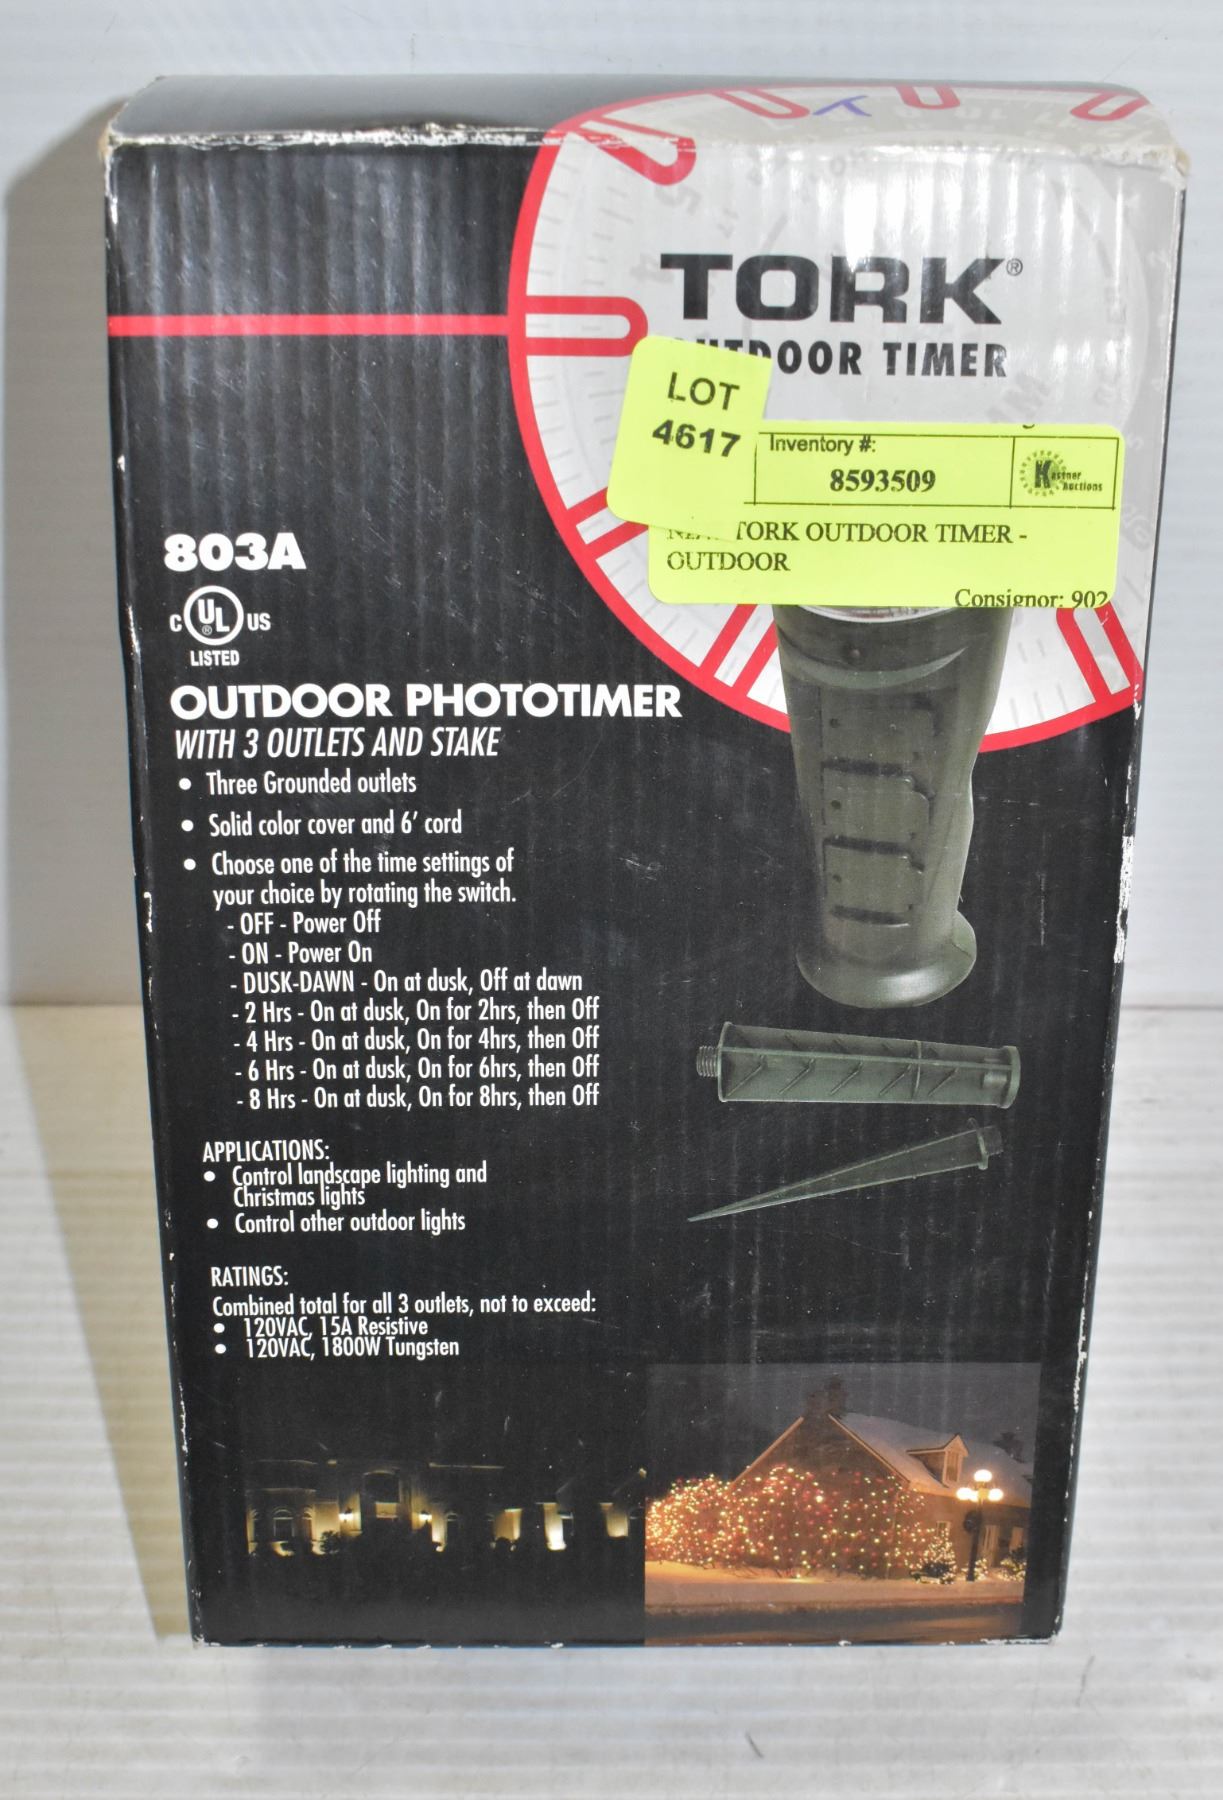 TORK®
OUTDOOR TIMER
LOT
4617
Inventory #:
8593509
Kastner
Auctions
TORK OUTDOOR TIMER -
OUTDOOR
Consignor: 902
803A
C UL® US
LISTED
OUTDOOR PHOTOTIMER
WITH 3 OUTLETS AND STAKE
• Three Grounded outlets
• Solid color cover and 6' cord
• Choose one of the time settings of
your choice by rotating the switch.
- OFF - Power Off
- ON - Power On
- DUSK-DAWN - On at dusk, Off at dawn
- 2 Hrs - On at dusk, On for 2hrs, then Off
- 4 Hrs - On at dusk, On for 4hrs, then Off
- 6 Hrs - On at dusk, On for 6hrs, then Off
- 8 Hrs - On at dusk, On for 8hrs, then Off
APPLICATIONS:
• Control landscape lighting and
Christmas lights
• Control other outdoor lights
RATINGS:
Combined total for all 3 outlets, not to exceed:
• 120VAC, 15A Resistive
• 120VAC, 1800W Tungsten